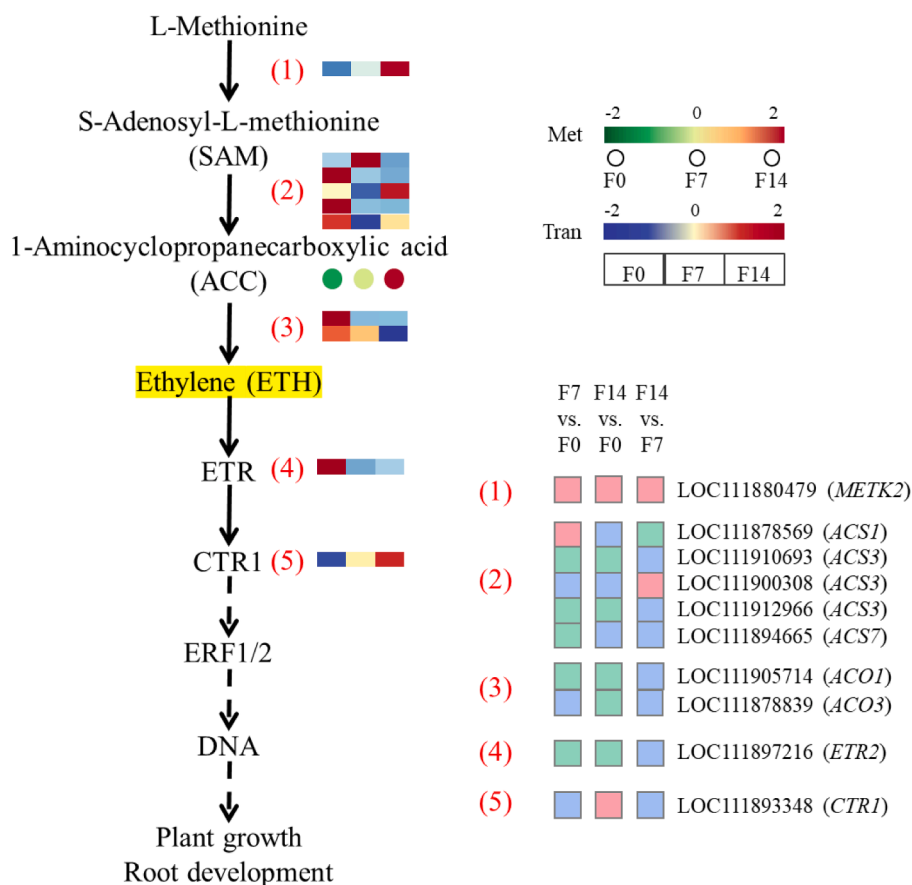 L-Methionine
(1)
S-Adenosyl-L-methionine
(SAM)
(2)
1-Aminocyclopropanecarboxylic acid
(ACC)
(3)
Ethylene (ETH)
ETR
(4)
CTR1
(5)
ERF1/2
DNA
Plant growth
Root development
-2 0 2
Met
F0 F7 F14
-2 0 2
Tran
F0 F7 F14
F7 F14 F14
vs. vs. vs.
F0 F0 F7
(1) LOC111880479 (METK2)
LOC111878569 (ACS1)
LOC111910693 (ACS3)
(2) LOC111900308 (ACS3)
LOC111912966 (ACS3)
LOC111894665 (ACS7)
(3) LOC111905714 (ACO1)
LOC111878839 (ACO3)
(4) LOC111897216 (ETR2)
(5) LOC111893348 (CTR1)